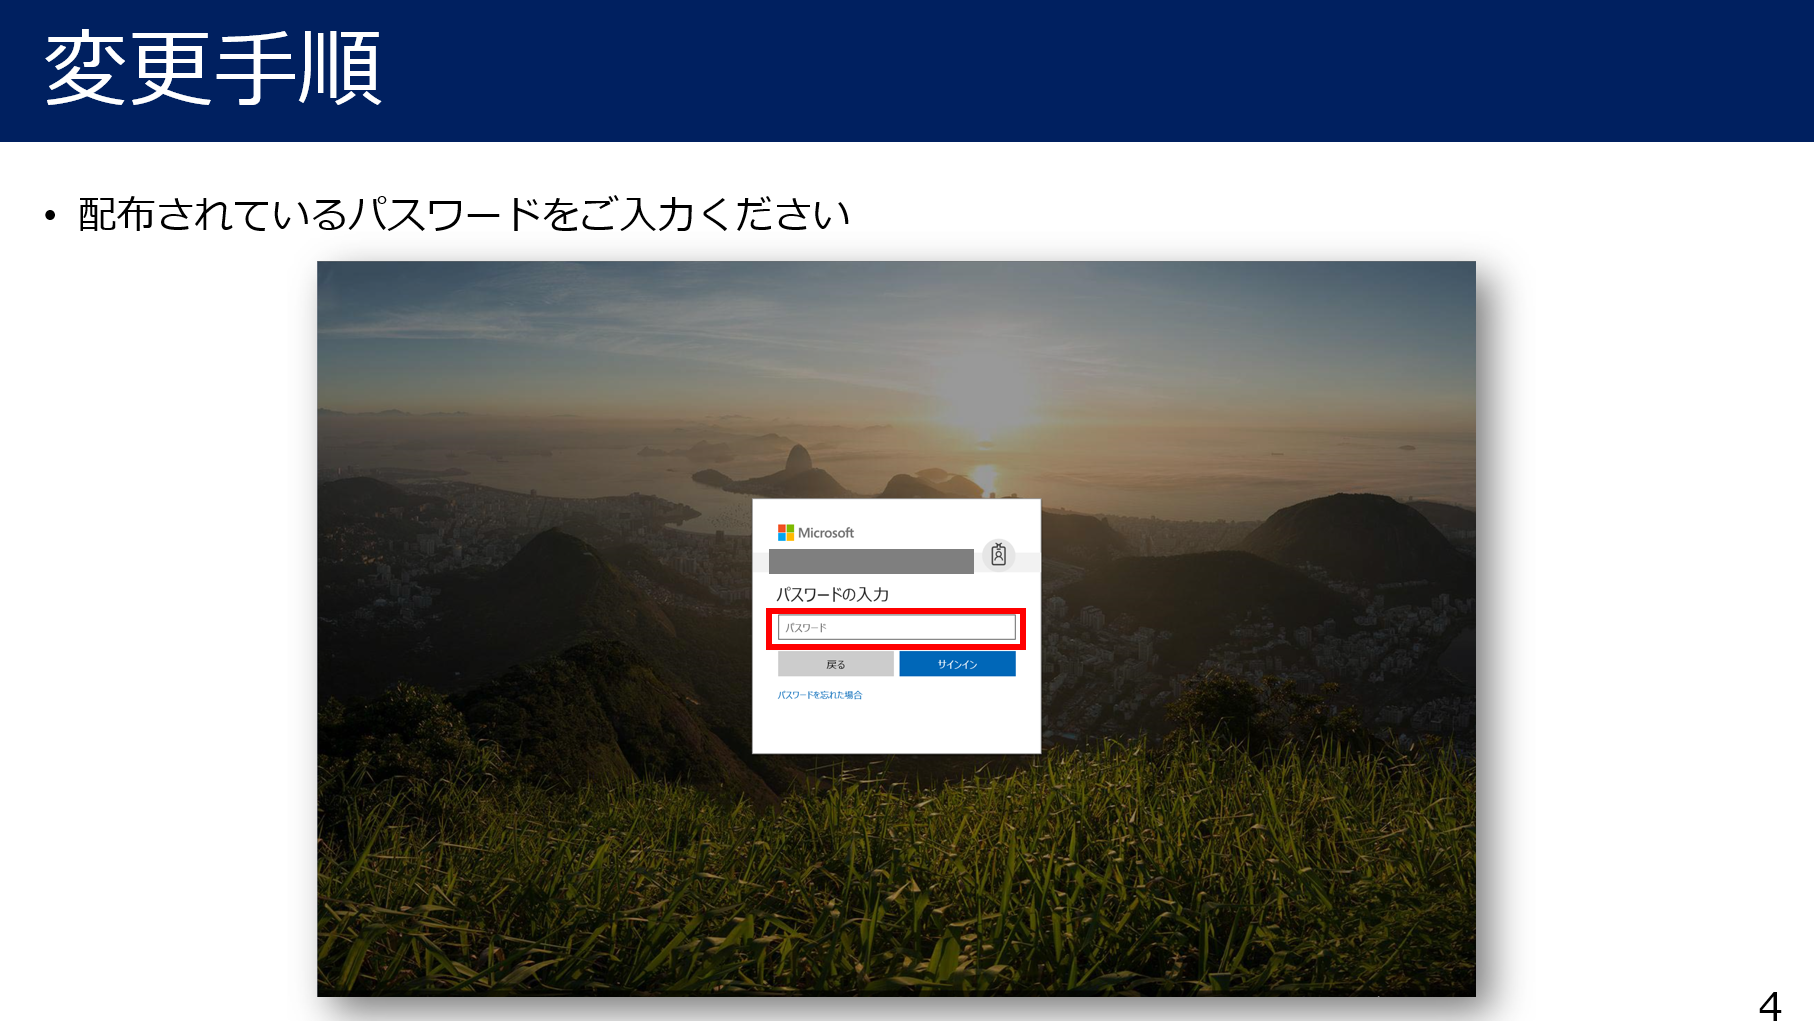 変更手順
• 配布されているパスワードをご入力ください
Microsoft
パスワードの入力
パスワード
戻る
サインイン
パスワードを忘れた場合
4